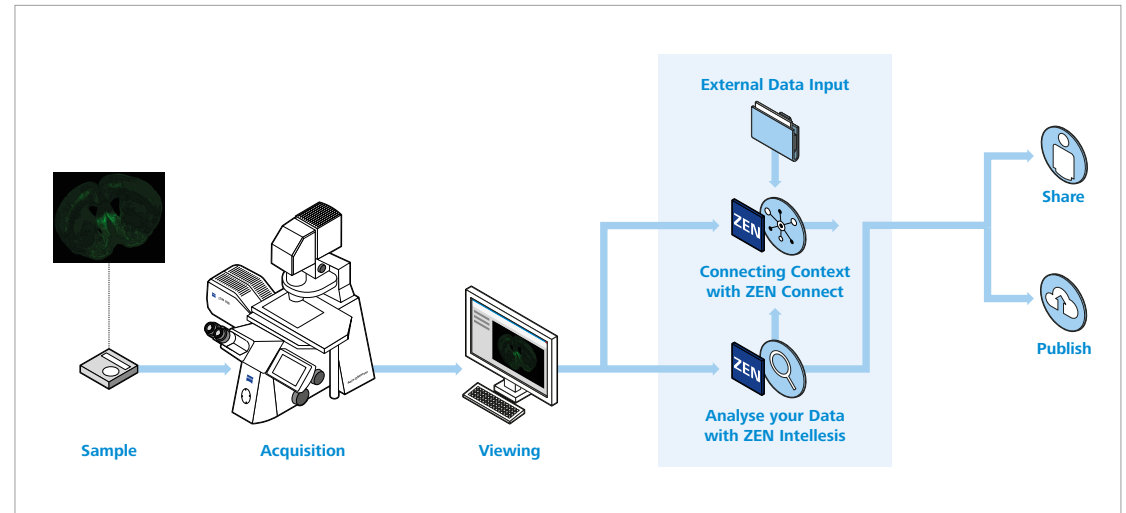 External Data Input
ZEN
Connecting Context
with ZEN Connect
Share
ZEN
Analyse your Data
with ZEN Intellesis
Publish
Sample
Acquisition
Viewing